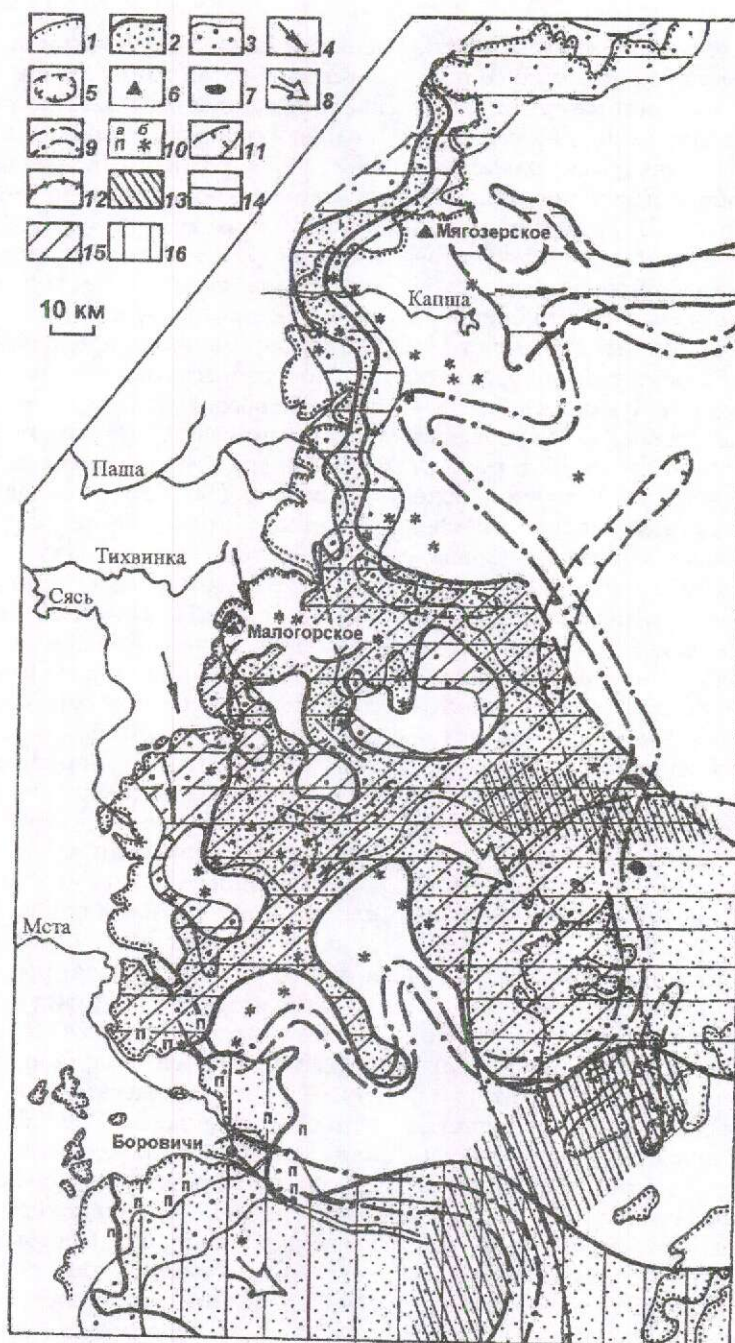 1 2 3 4
5 6 7 8
9 а б п * 10 11
12 13 14
15 16
10 км
Мягозерское
Капша
Паша
Тихвинка
Сясь
Малогорское
Мста
п п
п
п п
п
Боровичи
п
п п
п п
п
п